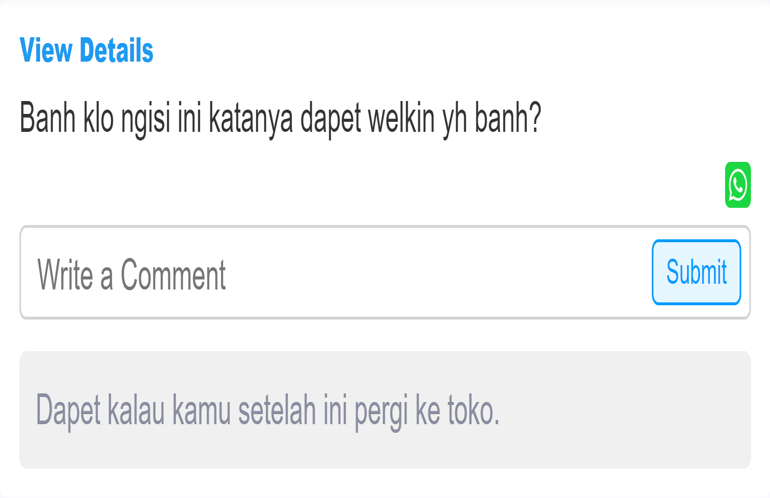 View Details
Banh klo ngisi ini katanya dapet welkin yh banh?
Write a Comment
Submit
Dapet kalau kamu setelah ini pergi ke toko.